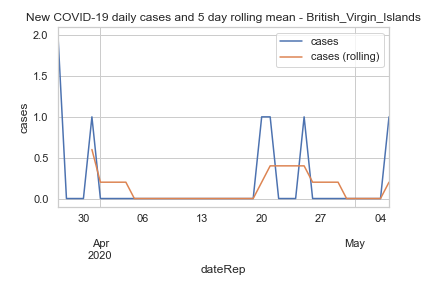 New COVID-19 daily cases and 5 day rolling mean - British_Virgin_Islands
cases
cases (rolling)
2.0
1.5
1.0
0.5
0.0
cases
30
06
13
20
27
04
Apr
2020
May
dateRep